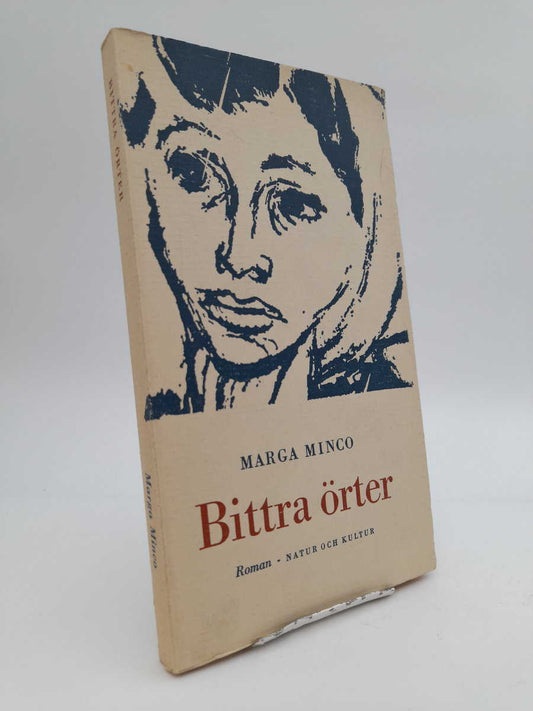 BITTRA ÖRTER
Marga Minco
MARGA MINCO
Bittra örter
Roman - NATUR OCH KULTUR